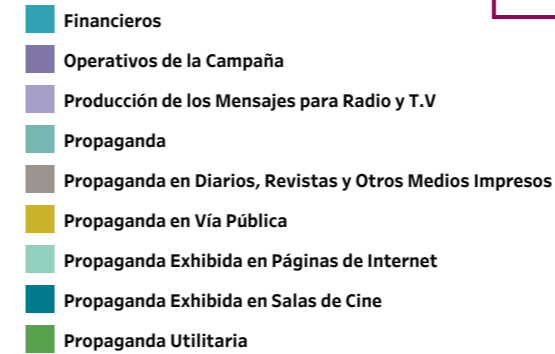 Financieros
Operativos de la Campaña
Producción de los Mensajes para Radio y T.V
Propaganda
Propaganda en Diarios, Revistas y Otros Medios Impresos
Propaganda en Vía Pública
Propaganda Exhibida en Páginas de Internet
Propaganda Exhibida en Salas de Cine
Propaganda Utilitaria